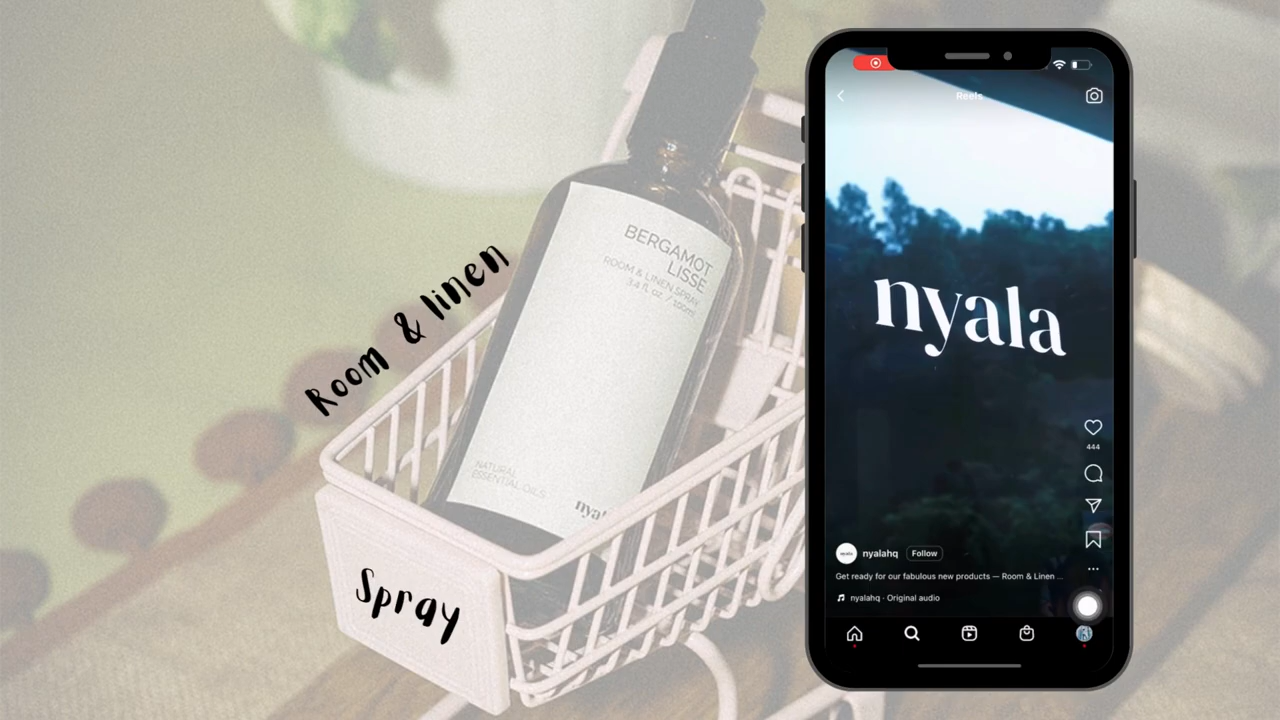 Room & linen
Spray
BERGAMOT
LISSE
ROOM & LINEN SPRAY
3.4 fl. oz. / 100ml
NATURAL
ESSENTIAL OILS
nyal
Reels
nyala
444
nyalahq Follow
Get ready for our fabulous new products — Room & Linen ...
nyalahq · Original audio